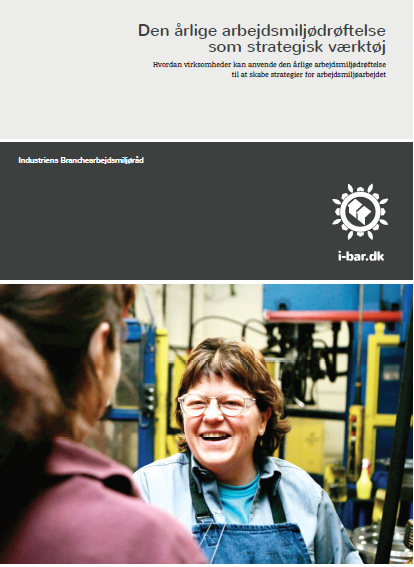 Den årlige arbejdsmiljødrøftelse
som strategisk værktøj
Hvordan virksomheder kan anvende den årlige arbejdsmiljødrøftelse
til at skabe strategier for arbejdsmiljøarbejdet
Industriens Branchearbejdsmiljøråd
i-bar.dk